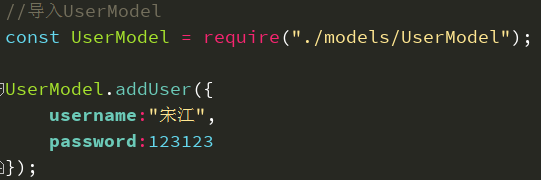 //导入UserModel
const UserModel = require("./models/UserModel");
UserModel.addUser({
username:"宋江",
password:123123
});